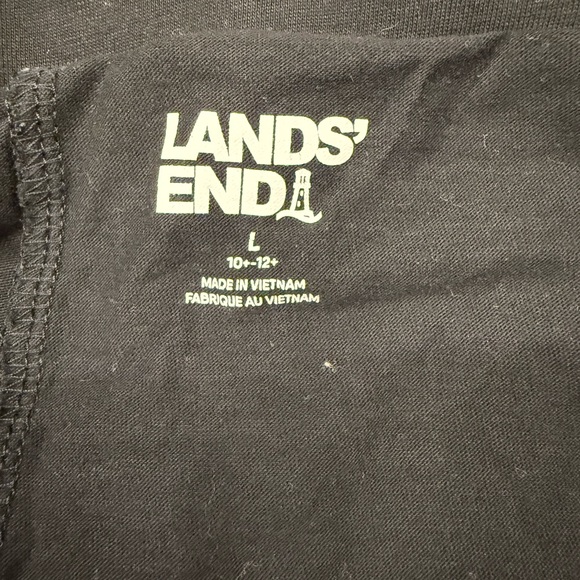 LANDS'
END
L
10+-12+
MADE IN VIETNAM
FABRIQUE AU VIETNAM